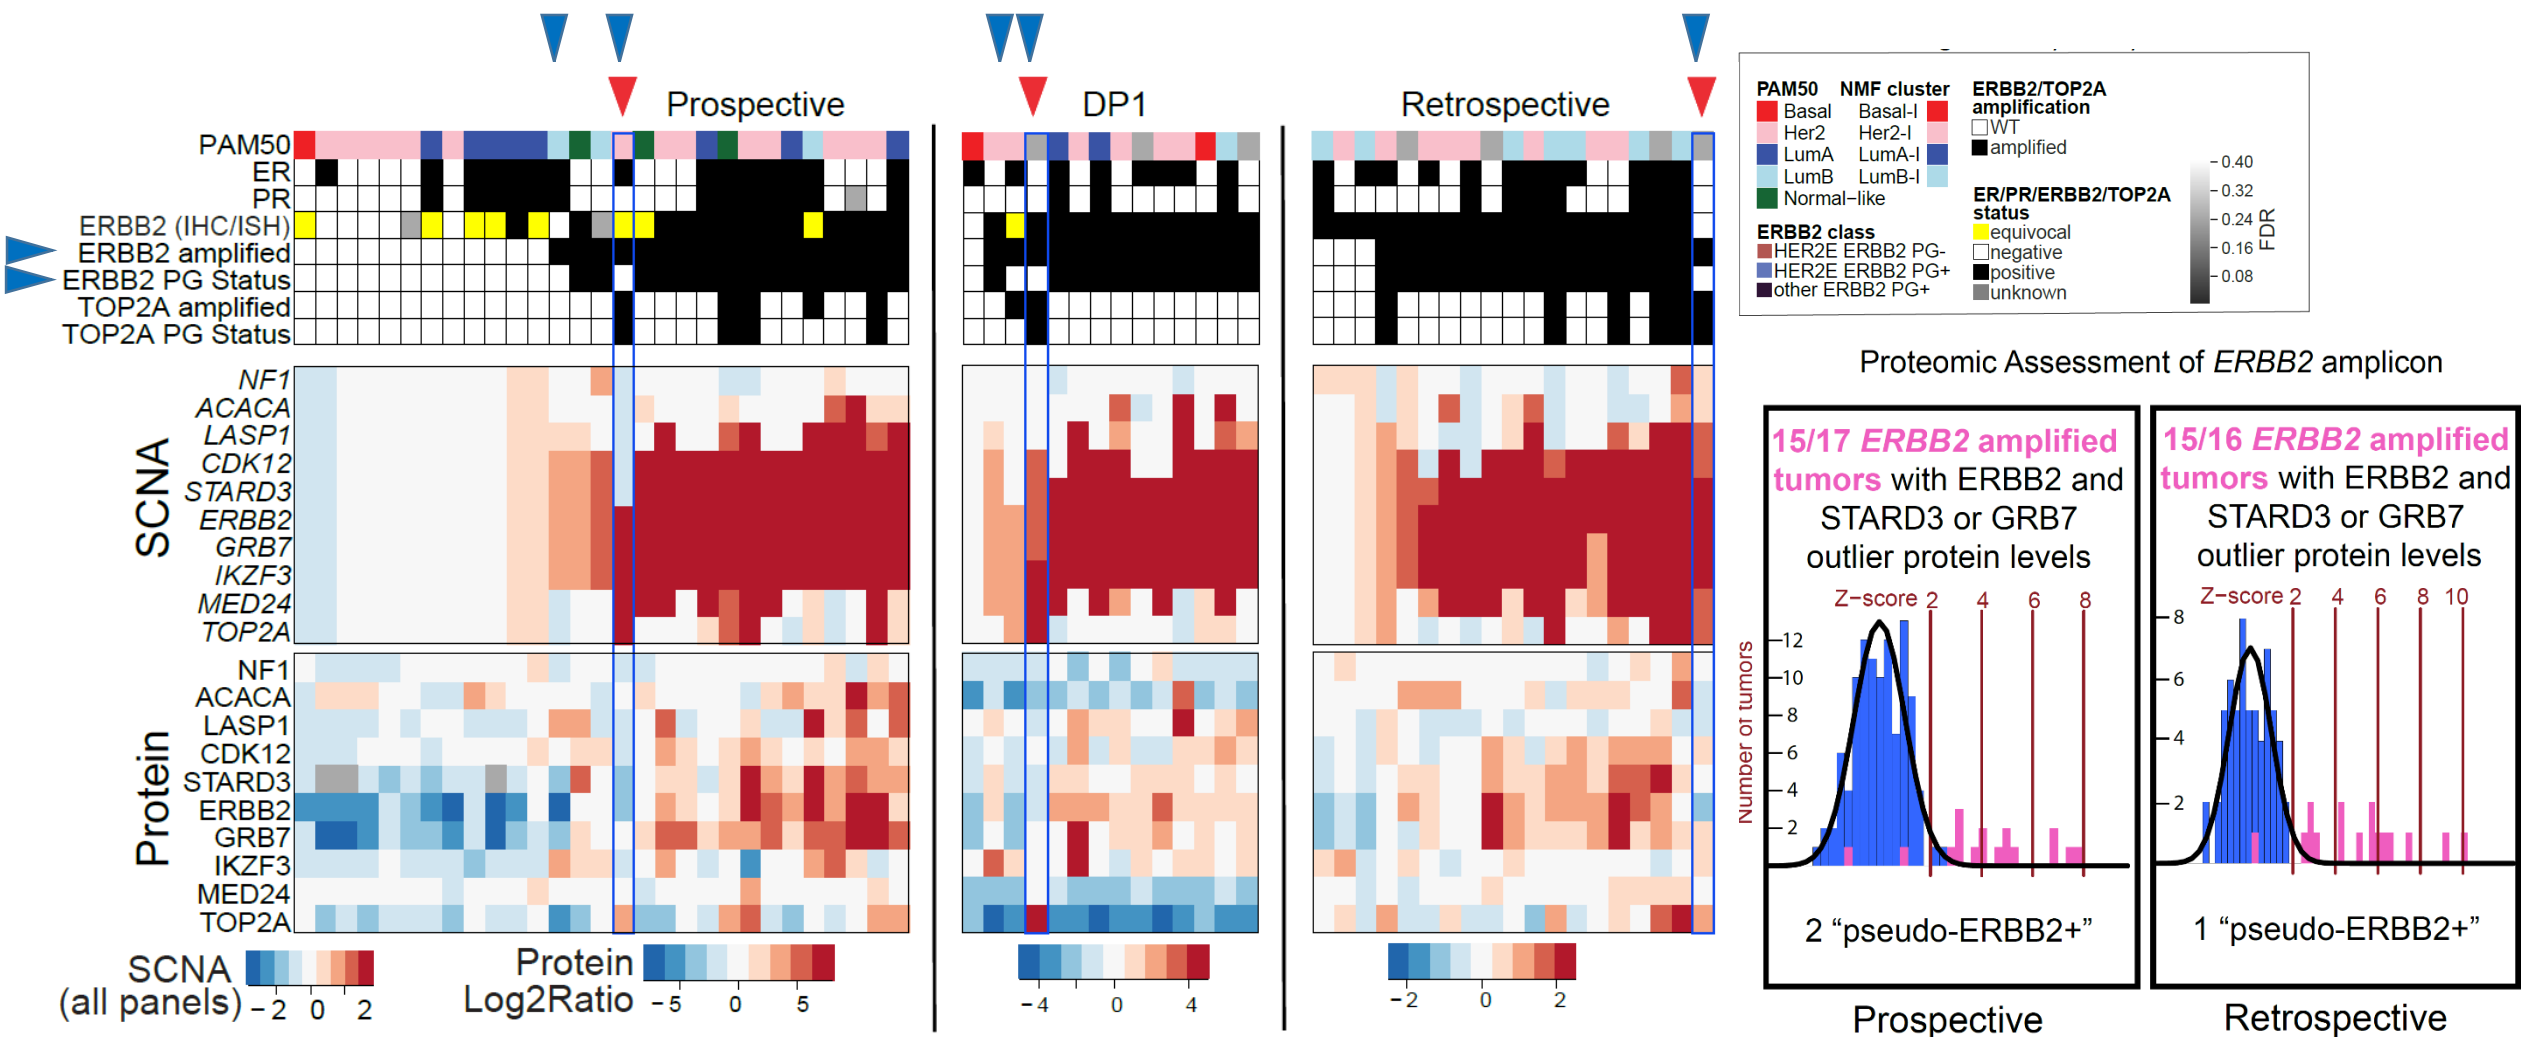 Prospective
DP1
Retrospective
PAM50
ER
PR
ERBB2 (IHC/ISH)
ERBB2 amplified
ERBB2 PG Status
TOP2A amplified
TOP2A PG Status
SCNA
NF1
ACACA
LASP1
CDK12
STARD3
ERBB2
GRB7
IKZF3
MED24
TOP2A
Protein
NF1
ACACA
LASP1
CDK12
STARD3
ERBB2
GRB7
IKZF3
MED24
TOP2A
SCNA
(all panels)
-2 0 2
Protein
Log2Ratio
-5 0 5
-4 0 4
-2 0 2
PAM50
Basal
Her2
LumA
LumB
Normal-like
NMF cluster
Basal-I
Her2-I
LumA-I
LumB-I
ERBB2 class
HER2E ERBB2 PG-
HER2E ERBB2 PG+
other ERBB2 PG+
ERBB2/TOP2A
amplification
WT
amplified
ER/PR/ERBB2/TOP2A
status
equivocal
negative
positive
unknown
0.40
0.32
0.24
0.16
0.08
FDR
Proteomic Assessment of ERBB2 amplicon
15/17 ERBB2 amplified
tumors with ERBB2 and
STARD3 or GRB7
outlier protein levels
Z-score 2 4 6 8
Number of tumors
12
10
8
6
4
2
2 “pseudo-ERBB2+”
Prospective
15/16 ERBB2 amplified
tumors with ERBB2 and
STARD3 or GRB7
outlier protein levels
Z-score 2 4 6 8 10
8
6
4
2
1 “pseudo-ERBB2+”
Retrospective